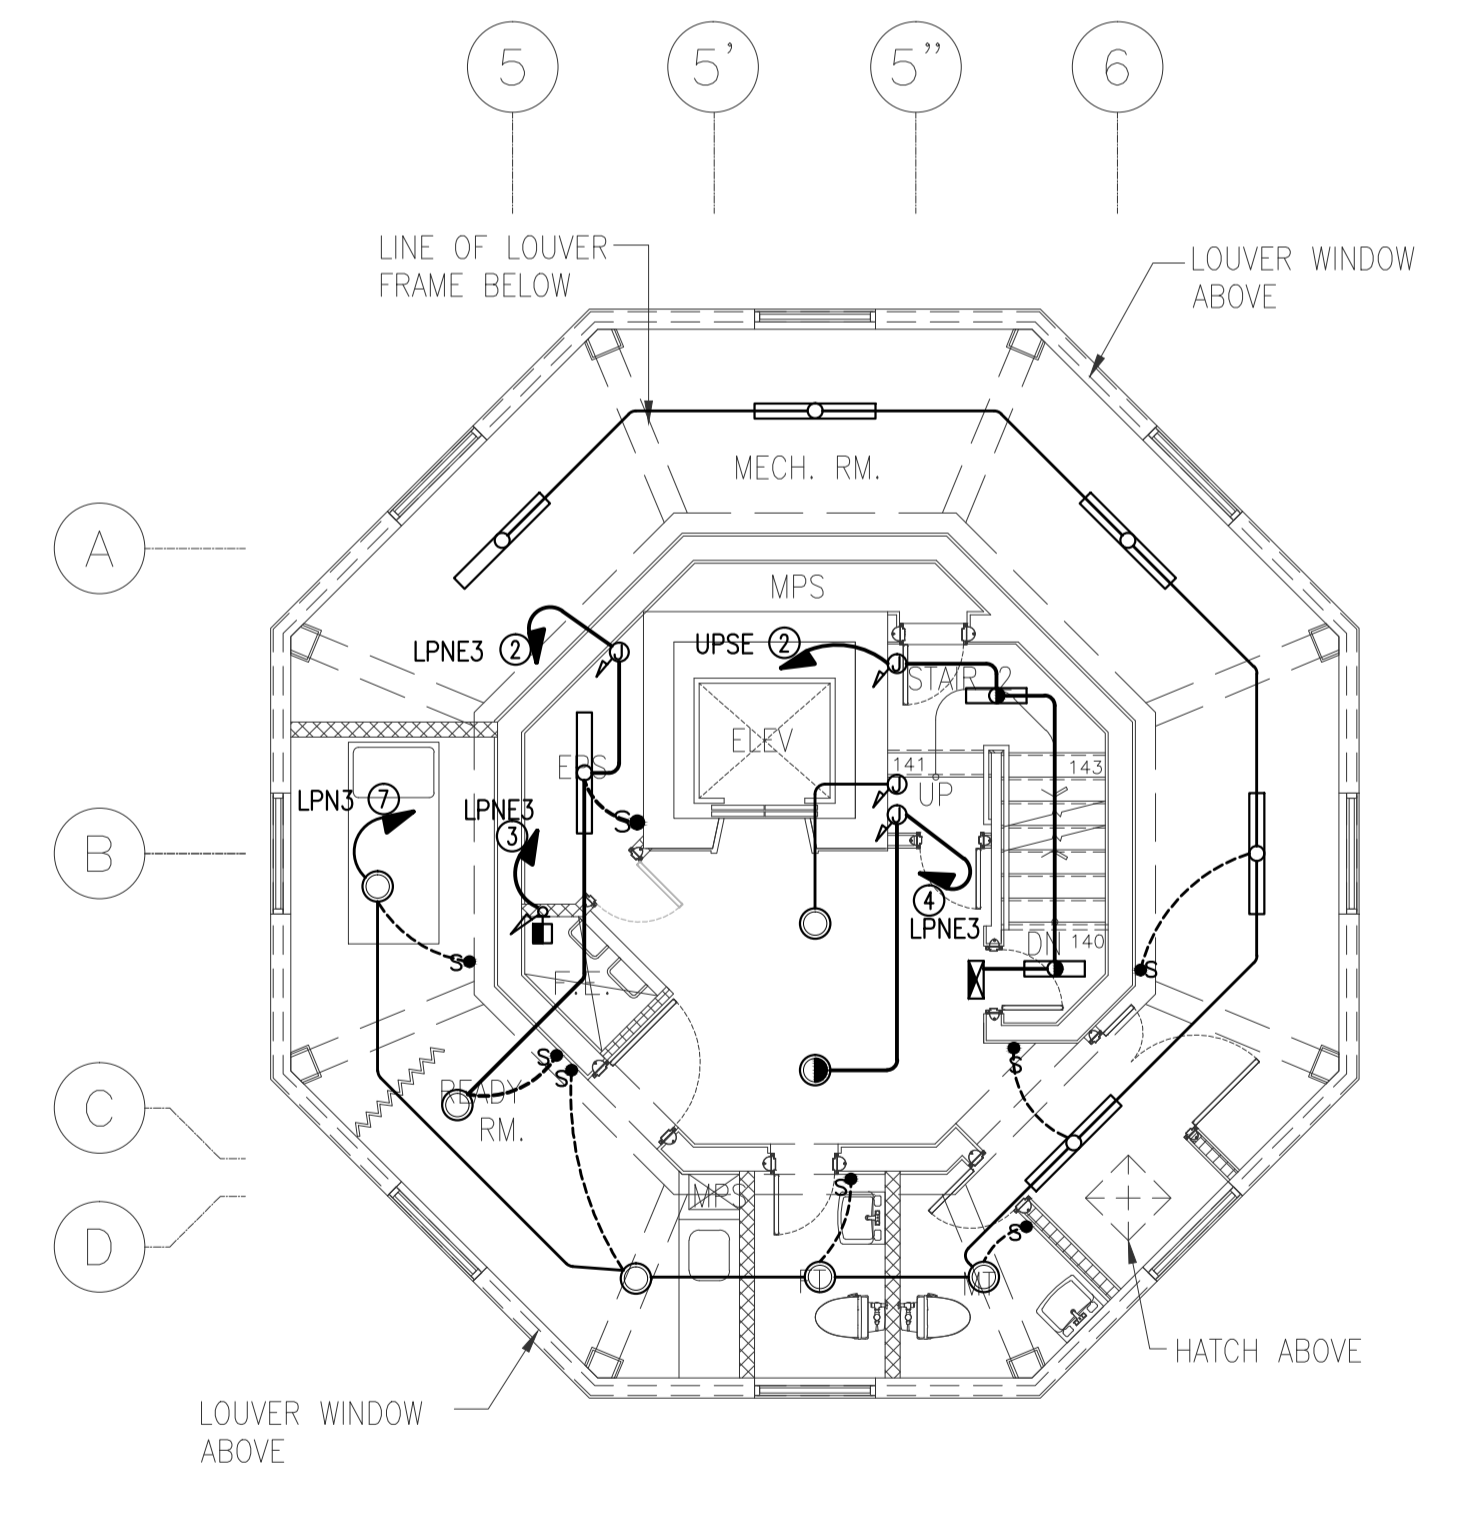 5
5'
5"
6
LINE OF LOUVER
FRAME BELOW
LOUVER WINDOW
ABOVE
MECH. RM.
A
MPS
LPNE3 2
J
UPSE 2
J
STAIR 2
ELEV
EPS
141
143
UP
J
LPN3 7
LPNE3
3
S
J
B
4
LPNE3
DN 140
S
S
F.E.
S
S
S
S
READY
RM.
C
MPS
S
D
S
MT
HATCH ABOVE
LOUVER WINDOW
ABOVE